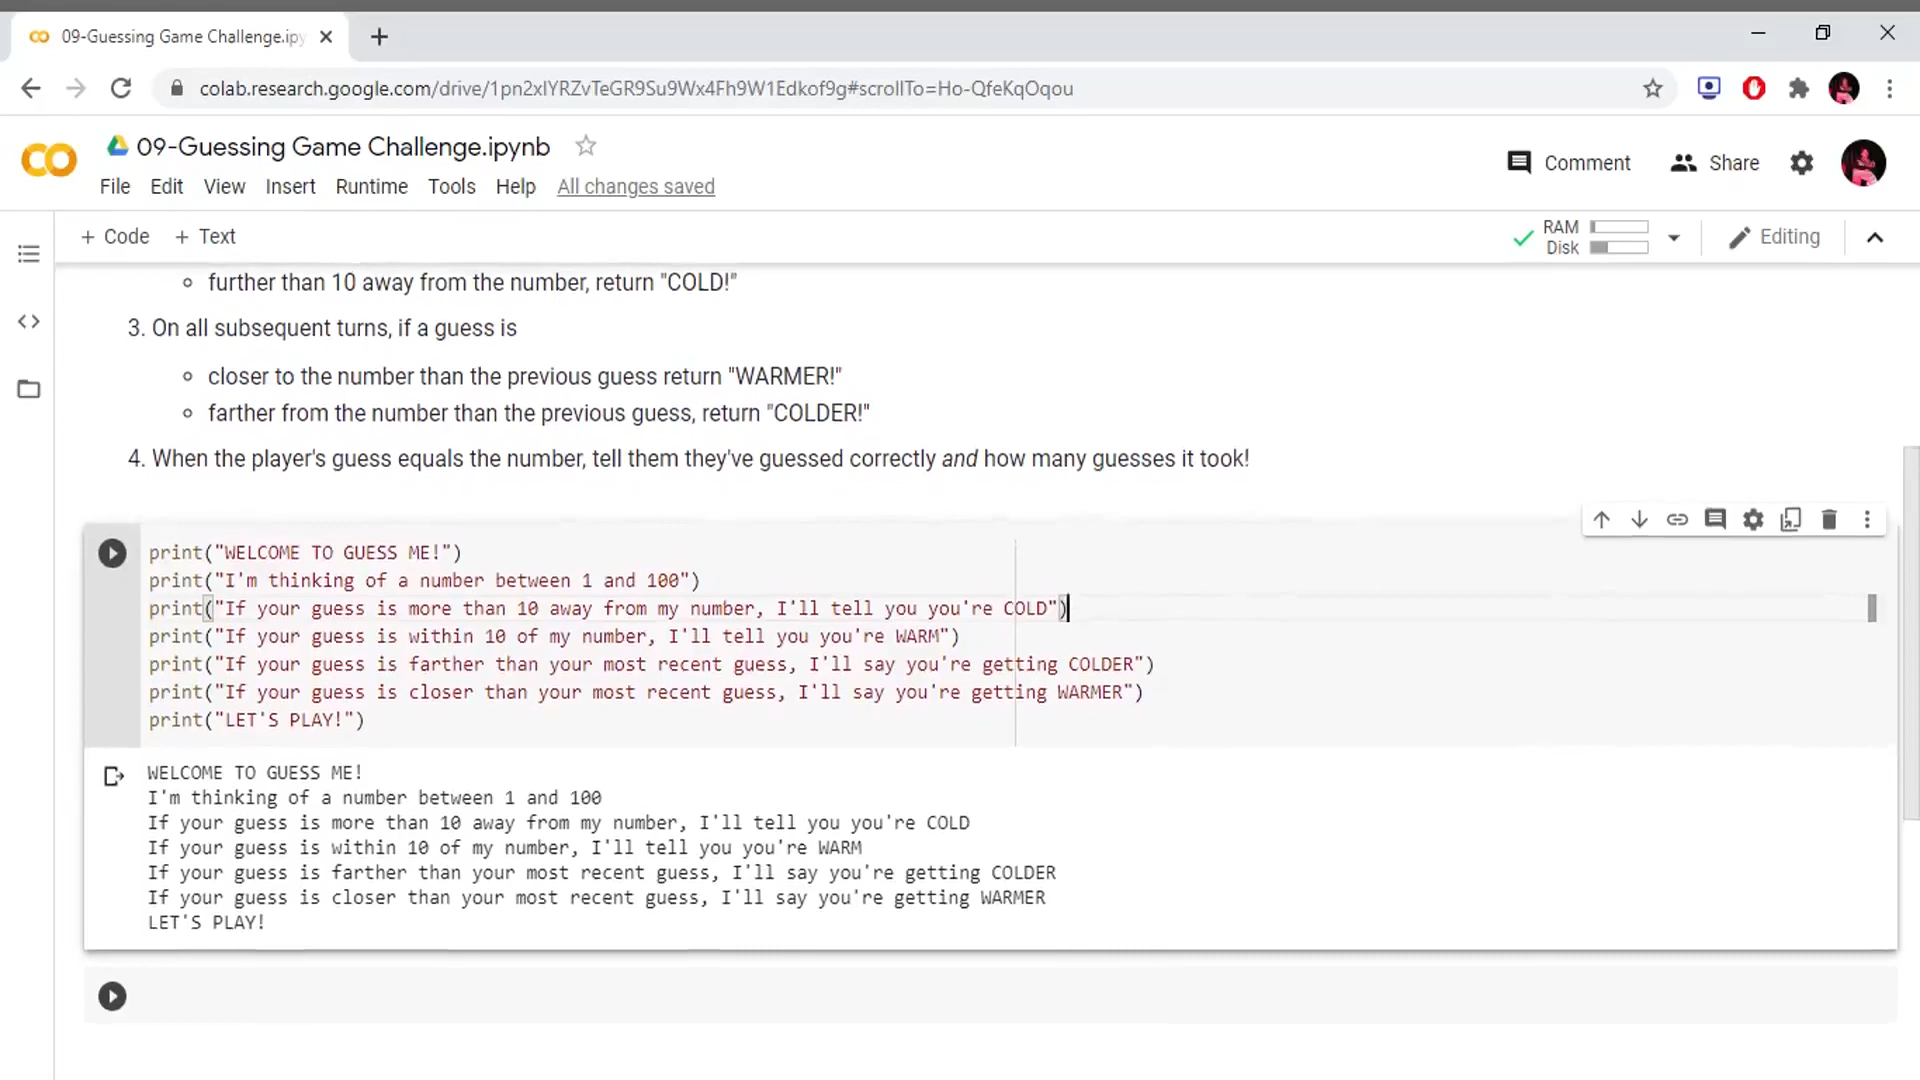 09-Guessing Game Challenge.ipy
colab.research.google.com/drive/1pn2xlYRZvTeGR9Su9Wx4Fh9W1Edkof9g#scrollTo=Ho-QfeKqOqou
09-Guessing Game Challenge.ipynb
Comment Share
File Edit View Insert Runtime Tools Help All changes saved
+ Code + Text
RAM
Disk
Editing
further than 10 away from the number, return "COLD!"
3. On all subsequent turns, if a guess is
closer to the number than the previous guess return "WARMER!"
farther from the number than the previous guess, return "COLDER!"
4. When the player's guess equals the number, tell them they've guessed correctly and how many guesses it took!
print("WELCOME TO GUESS ME!")
print("I'm thinking of a number between 1 and 100")
print("If your guess is more than 10 away from my number, I'll tell you you're COLD")
print("If your guess is within 10 of my number, I'll tell you you're WARM")
print("If your guess is farther than your most recent guess, I'll say you're getting COLDER")
print("If your guess is closer than your most recent guess, I'll say you're getting WARMER")
print("LET'S PLAY!")
WELCOME TO GUESS ME!
I'm thinking of a number between 1 and 100
If your guess is more than 10 away from my number, I'll tell you you're COLD
If your guess is within 10 of my number, I'll tell you you're WARM
If your guess is farther than your most recent guess, I'll say you're getting COLDER
If your guess is closer than your most recent guess, I'll say you're getting WARMER
LET'S PLAY!